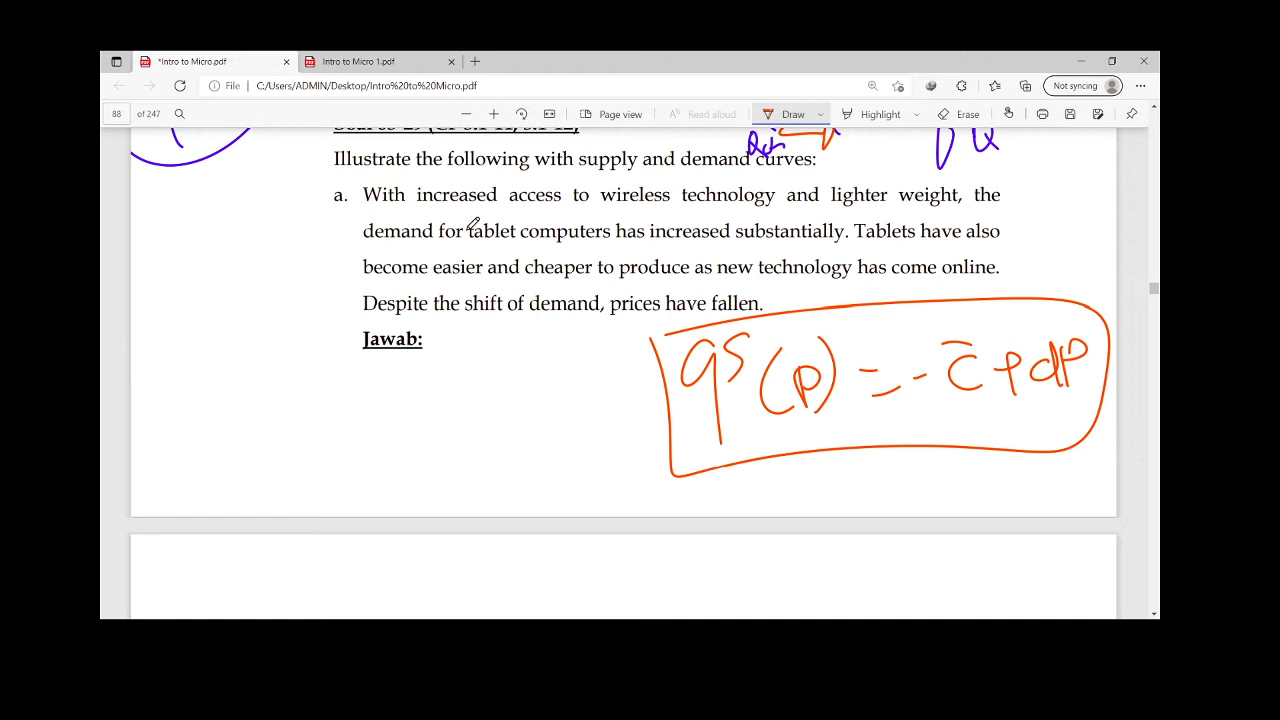 *Intro to Micro.pdf
Intro to Micro 1.pdf
File
C:/Users/ADMIN/Desktop/Intro%20to%20Micro.pdf
Not syncing
88 of 247
Page view
Read aloud
Draw
Highlight
Erase
Illustrate the following with supply and demand curves:
a. With increased access to wireless technology and lighter weight, the
demand for tablet computers has increased substantially. Tablets have also
become easier and cheaper to produce as new technology has come online.
Despite the shift of demand, prices have fallen.
Jawab:
qS (p) = - c + dP